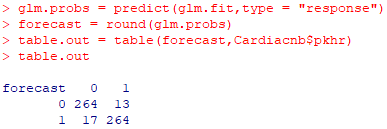 > glm.probs = predict(glm.fit,type = "response")
> forecast = round(glm.probs)
> table.out = table(forecast,Cardiacnb$pkhr)
> table.out
forecast 0 1
0 264 13
1 17 264